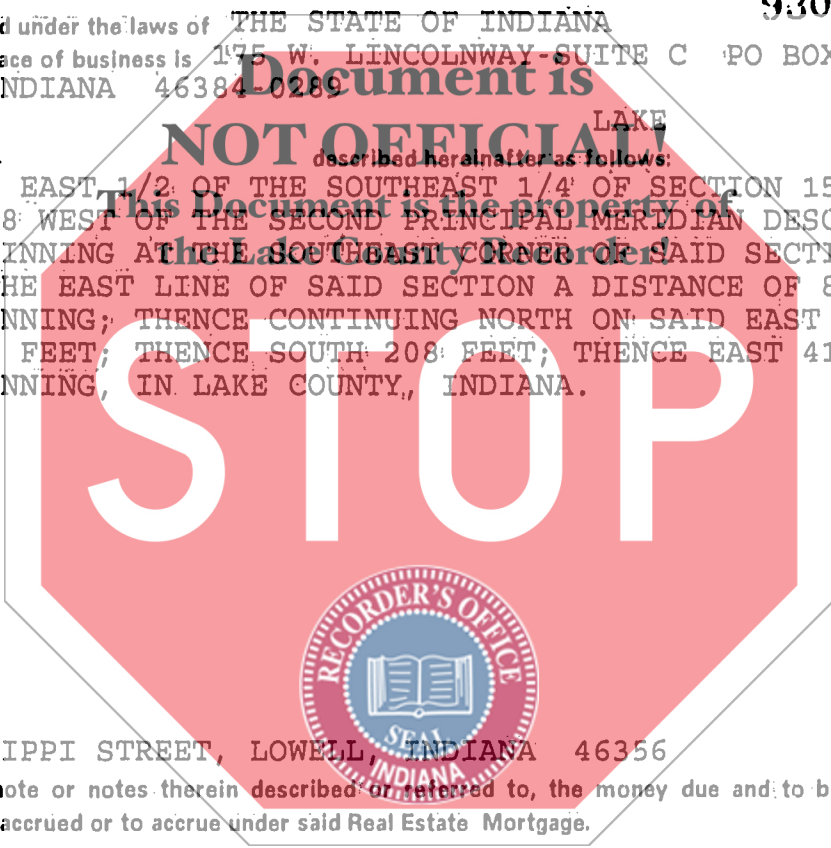 d under the laws of THE STATE OF INDIANA
930
ace of business is 175 W. LINCOLNWAY-SUITE C PO BOX
NDIANA 46384-0289
Document is
LAKE
NOT OFFICIAL!
described hereinafter as follows:
EAST 1/2 OF THE SOUTHEAST 1/4 OF SECTION 15
This Document is the property of
8 WEST OF THE SECOND PRINCIPAL MERIDIAN DESC
the Lake County Recorder!
INNING AT THE SOUTHEAST CORNER OF SAID SECTI
HE EAST LINE OF SAID SECTION A DISTANCE OF 8
NNING; THENCE CONTINUING NORTH ON SAID EAST
FEET; THENCE SOUTH 208 FEET; THENCE EAST 41
NNING, IN LAKE COUNTY, INDIANA.
STOP
RECORDER'S OFFICE
SEAL
INDIANA
IPPI STREET, LOWELL, INDIANA 46356
ote or notes therein described or referred to, the money due and to b
accrued or to accrue under said Real Estate Mortgage.